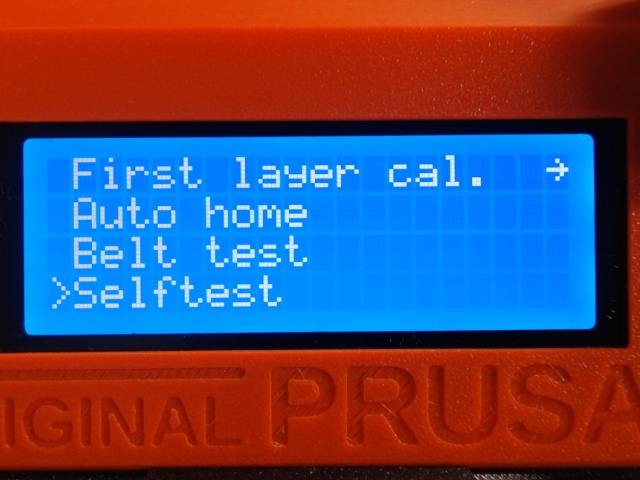 First layer cal. →
Auto home
Belt test
>Selftest
IGINAL PRUSA